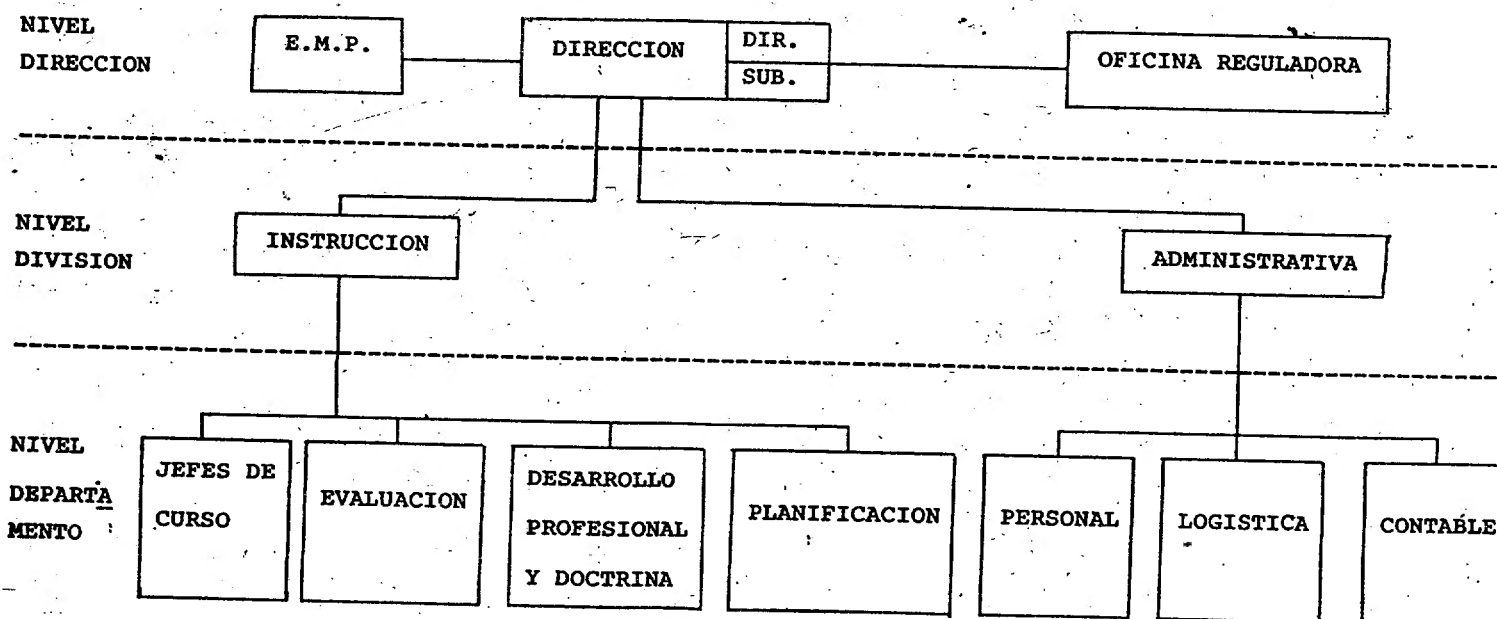 NIVEL
DIRECCION
E.M.P.
DIRECCION
DIR.
SUB.
OFICINA REGULADORA
NIVEL
DIVISION
INSTRUCCION
ADMINISTRATIVA
NIVEL
DEPARTA
MENTO
JEFES DE
CURSO
EVALUACION
DESARROLLO
PROFESIONAL
Y DOCTRINA
PLANIFICACION
PERSONAL
LOGISTICA
CONTABLE